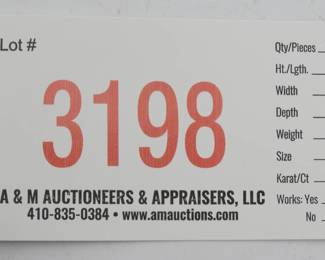 Lot #
3198
A & M AUCTIONEERS & APPRAISERS, LLC
410-835-0384 • www.amauctions.com
Qty/Pieces
Ht./Lgth.
Width
Depth
Weight
Size
Karat/Ct
Works: Yes
No